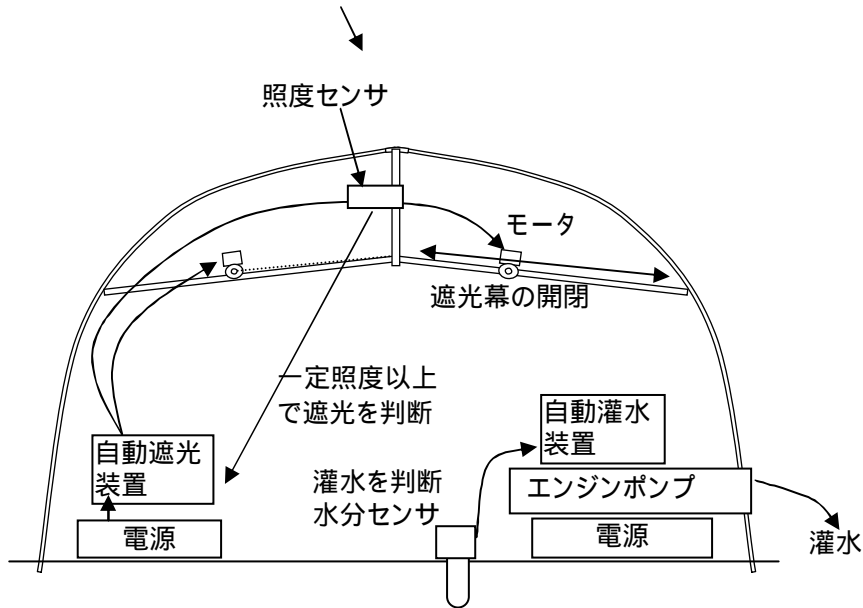 照度センサ
モータ
遮光幕の開閉
一定照度以上
で遮光を判断
自動遮光
装置
電源
灌水を判断
水分センサ
自動灌水
装置
エンジンポンプ
電源
灌水